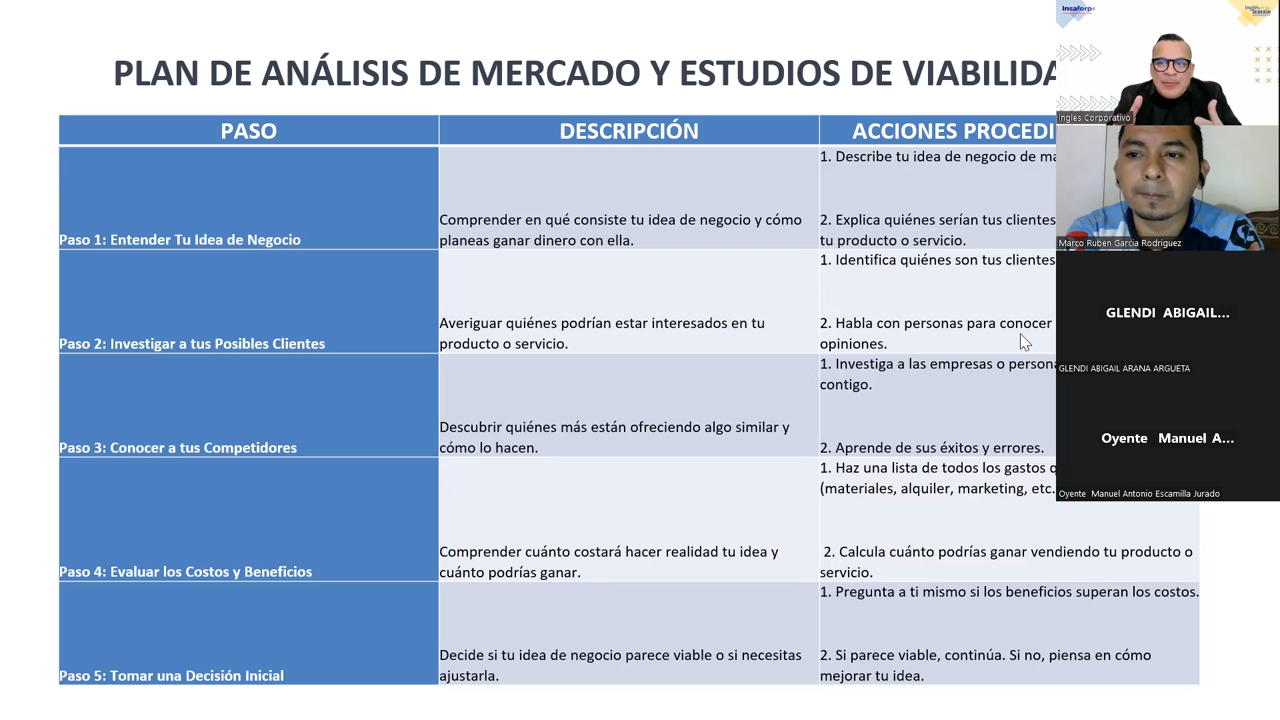 PLAN DE ANÁLISIS DE MERCADO Y ESTUDIOS DE VIABILIDA
PASO
DESCRIPCIÓN
ACCIONES PROCEDI
Paso 1: Entender Tu Idea de Negocio
Comprender en qué consiste tu idea de negocio y cómo
planeas ganar dinero con ella.
1. Describe tu idea de negocio de ma
2. Explica quiénes serían tus clientes
tu producto o servicio.
Paso 2: Investigar a tus Posibles Clientes
Averiguar quiénes podrían estar interesados en tu
producto o servicio.
1. Identifica quiénes son tus clientes
2. Habla con personas para conocer
opiniones.
Paso 3: Conocer a tus Competidores
Descubrir quiénes más están ofreciendo algo similar y
cómo lo hacen.
1. Investiga a las empresas o persona
contigo.
2. Aprende de sus éxitos y errores.
Paso 4: Evaluar los Costos y Beneficios
Comprender cuánto costará hacer realidad tu idea y
cuánto podrías ganar.
1. Haz una lista de todos los gastos q
(materiales, alquiler, marketing, etc.
2. Calcula cuánto podrías ganar vendiendo tu producto o
servicio.
Paso 5: Tomar una Decisión Inicial
Decide si tu idea de negocio parece viable o si necesitas
ajustarla.
1. Pregunta a ti mismo si los beneficios superan los costos.
2. Si parece viable, continúa. Si no, piensa en cómo
mejorar tu idea.
Insaforp
Ingles Corporativo
Marco Ruben Garcia Rodriguez
GLENDI ABIGAIL...
GLENDI ABIGAIL ARANA ARGUETA
Oyente Manuel A...
Oyente Manuel Antonio Escamilla Jurado